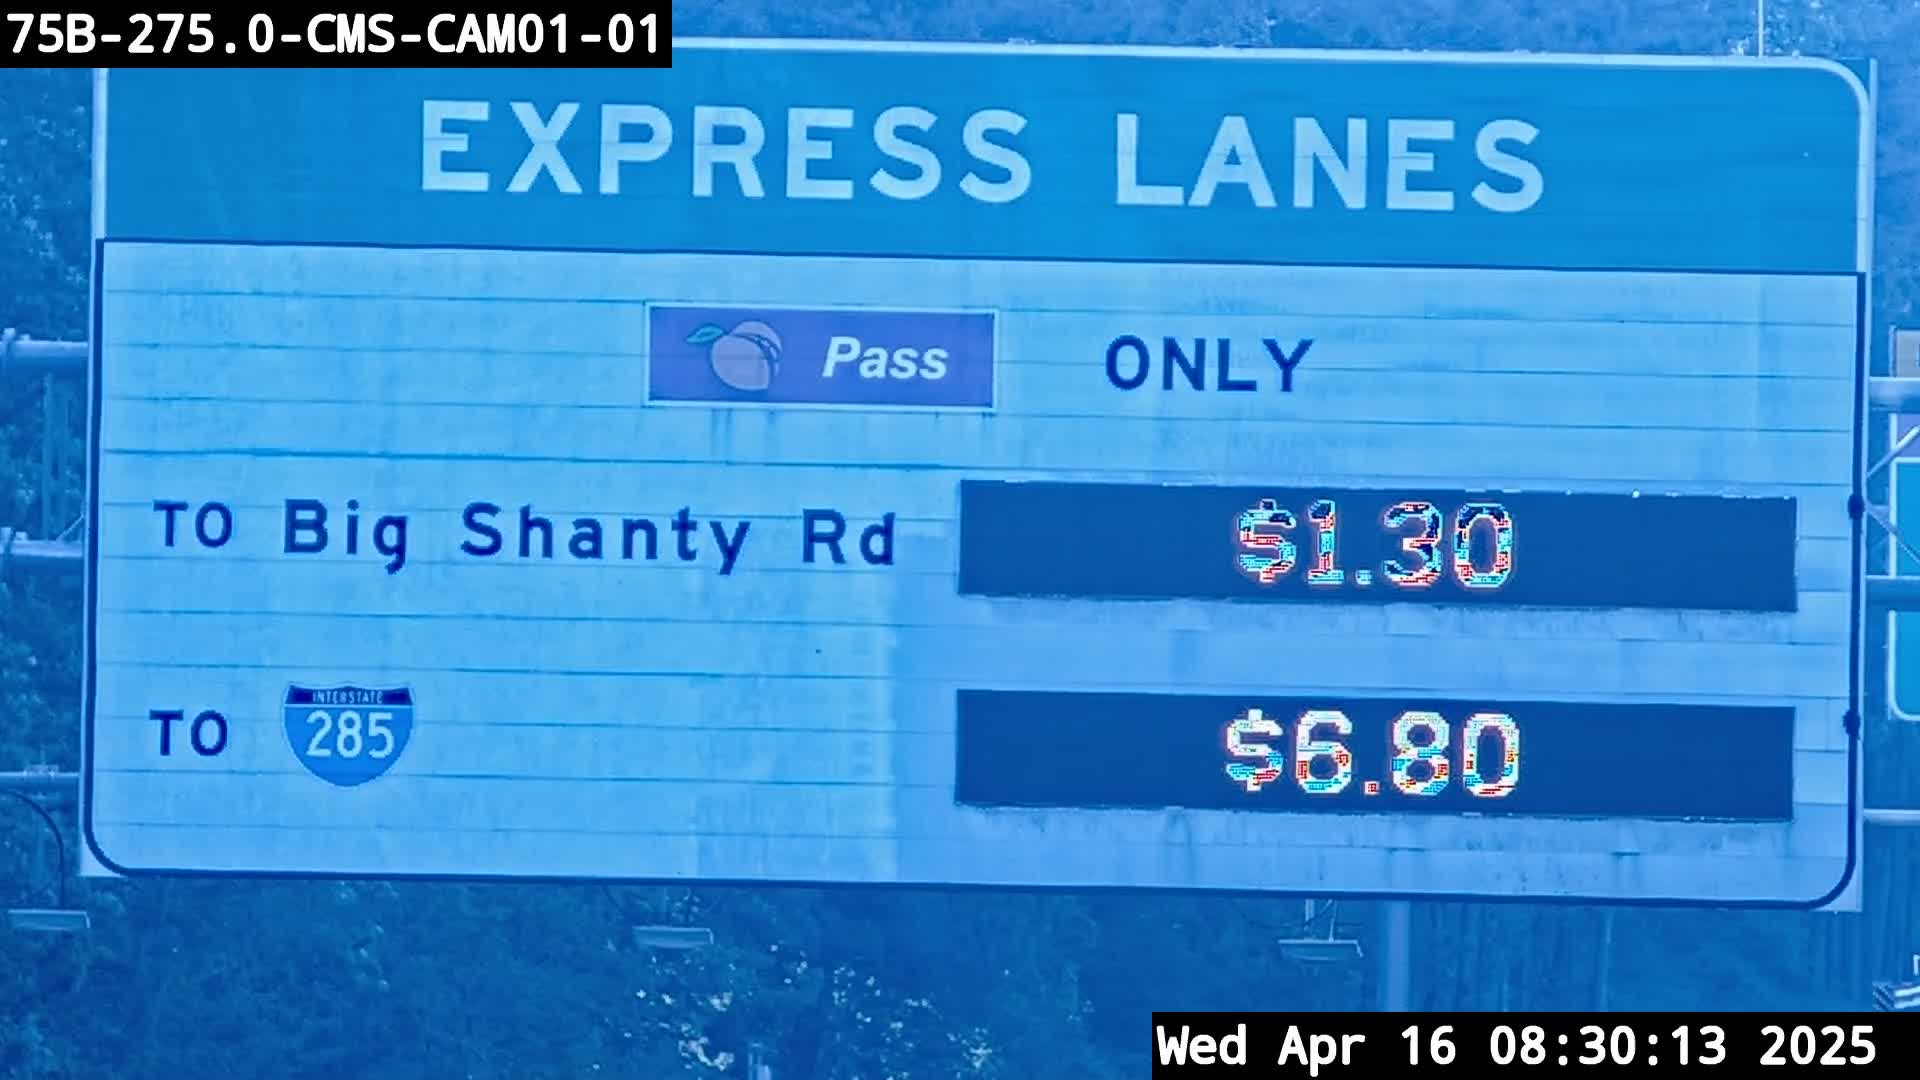 75B-275.0-CMS-CAM01-01
EXPRESS LANES
Pass ONLY
TO Big Shanty Rd $1.30
TO INTERSTATE 285 $6.80
Wed Apr 16 08:30:13 2025